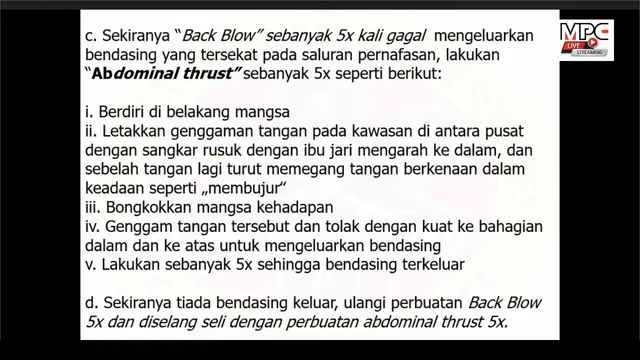 c. Sekiranya “Back Blow” sebanyak 5x kali gagal mengeluarkan
bendasing yang tersekat pada saluran pernafasan, lakukan
“Abdominal thrust” sebanyak 5x seperti berikut:
i. Berdiri di belakang mangsa
ii. Letakkan genggaman tangan pada kawasan di antara pusat
dengan sangkar rusuk dengan ibu jari mengarah ke dalam, dan
sebelah tangan lagi turut memegang tangan berkenaan dalam
keadaan seperti „membujur“
iii. Bongkokkan mangsa kehadapan
iv. Genggam tangan tersebut dan tolak dengan kuat ke bahagian
dalam dan ke atas untuk mengeluarkan bendasing
v. Lakukan sebanyak 5x sehingga bendasing terkeluar
d. Sekiranya tiada bendasing keluar, ulangi perbuatan Back Blow
5x dan diselang seli dengan perbuatan abdominal thrust 5x.
MPC
LIVE
STREAMING